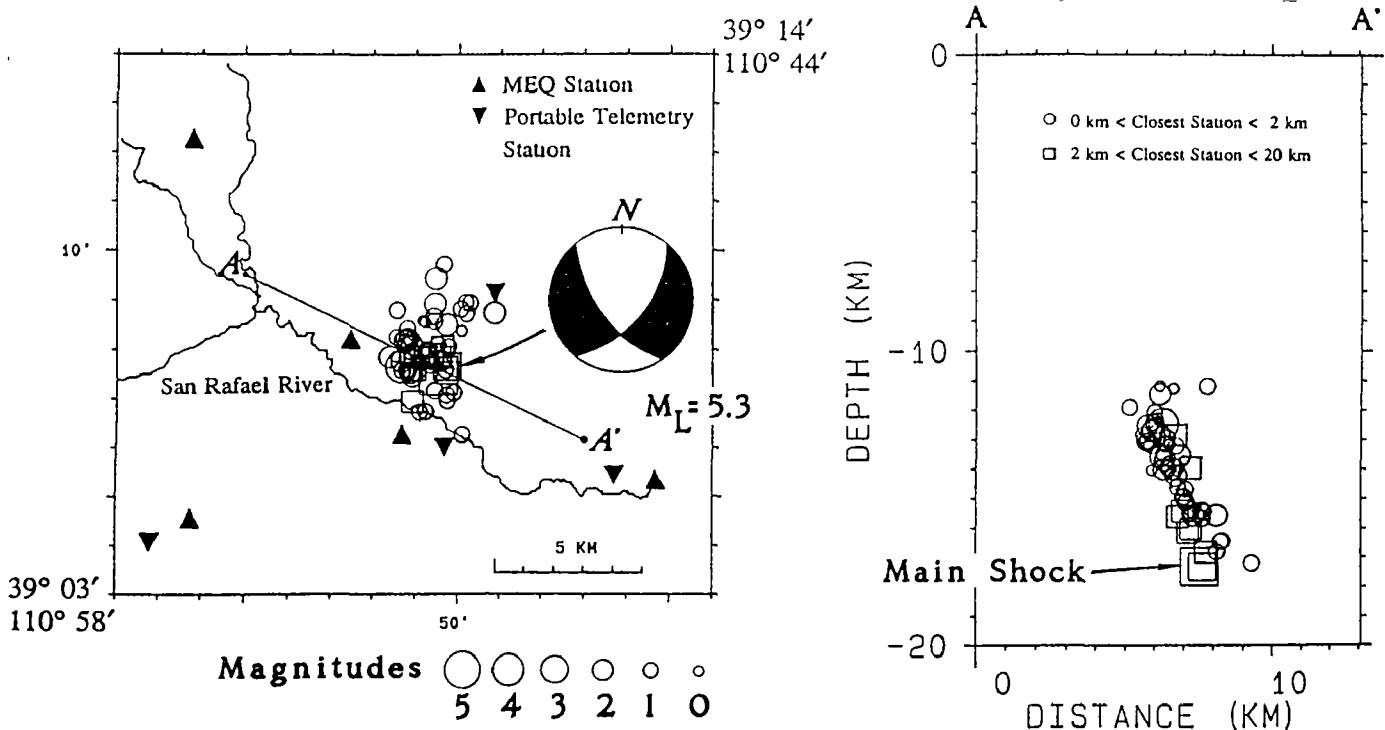 39° 14′
110° 44′
▲ MEQ Station
▼ Portable Telemetry
Station
N
10'
A
San Rafael River
M_L = 5.3
A'
5 KM
39° 03′
110° 58′
50'
Magnitudes
5 4 3 2 1 0
A A'
0
○ 0 km < Closest Station < 2 km
□ 2 km < Closest Station < 20 km
DEPTH (KM)
-10
Main Shock
-20
0 10
DISTANCE (KM)